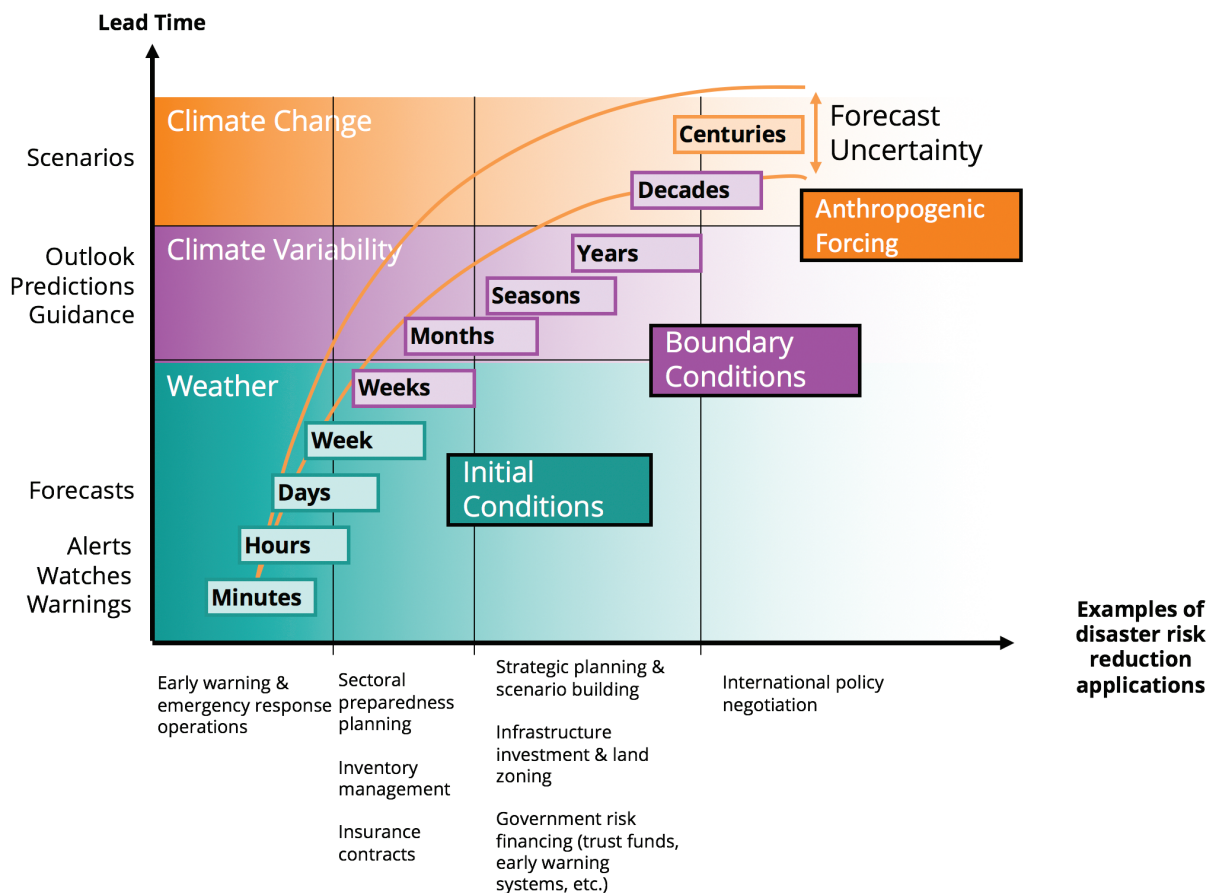 Lead Time
Climate Change
Centuries
Forecast
Uncertainty
Scenarios
Decades
Anthropogenic
Forcing
Climate Variability
Years
Outlook
Predictions
Guidance
Seasons
Months
Boundary
Conditions
Weather
Weeks
Week
Initial
Conditions
Forecasts
Days
Alerts
Watches
Warnings
Hours
Minutes
Examples of
disaster risk
reduction
applications
Early warning &
emergency response
operations
Sectoral
preparedness
planning
Inventory
management
Insurance
contracts
Strategic planning &
scenario building
Infrastructure
investment & land
zoning
Government risk
financing (trust funds,
early warning
systems, etc.)
International policy
negotiation